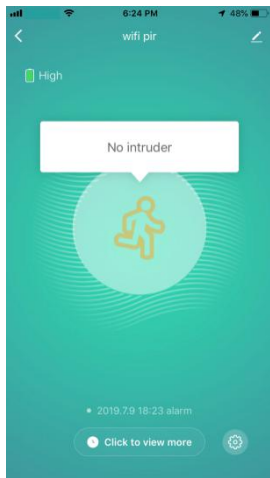 6:24 PM
48%
wifi pir
High
No intruder
2019.7.9 18:23 alarm
Click to view more